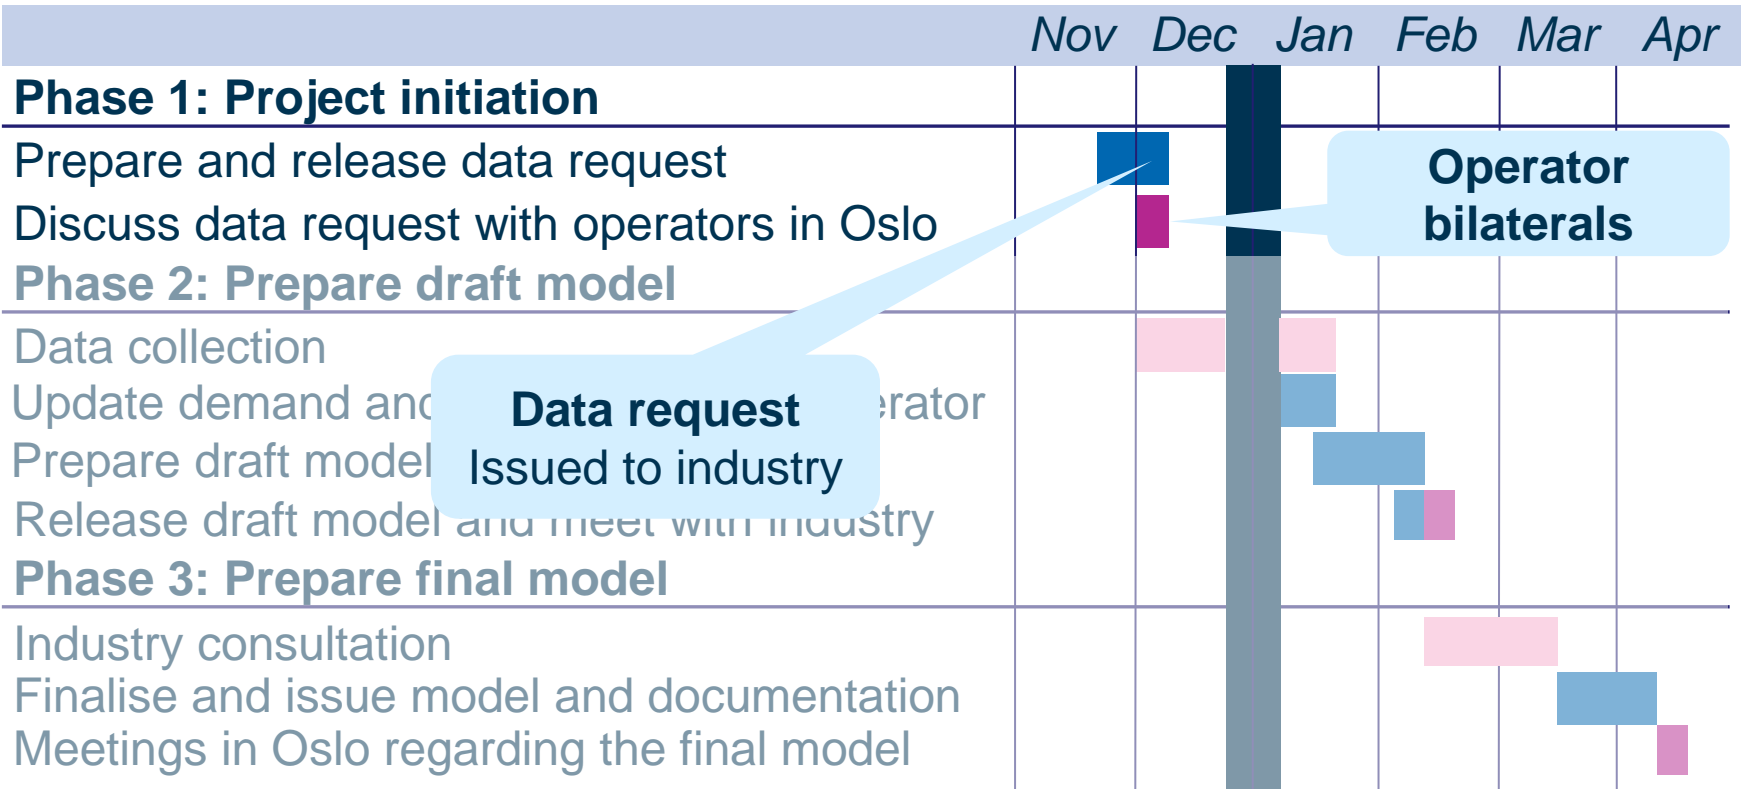 Nov Dec Jan Feb Mar Apr
Phase 1: Project initiation
Prepare and release data request
Discuss data request with operators in Oslo
Operator
bilaterals
Phase 2: Prepare draft model
Data collection
Update demand
Data request
Issued to industry
Prepare draft model
Release draft model and meet with industry
Phase 3: Prepare final model
Industry consultation
Finalise and issue model and documentation
Meetings in Oslo regarding the final model